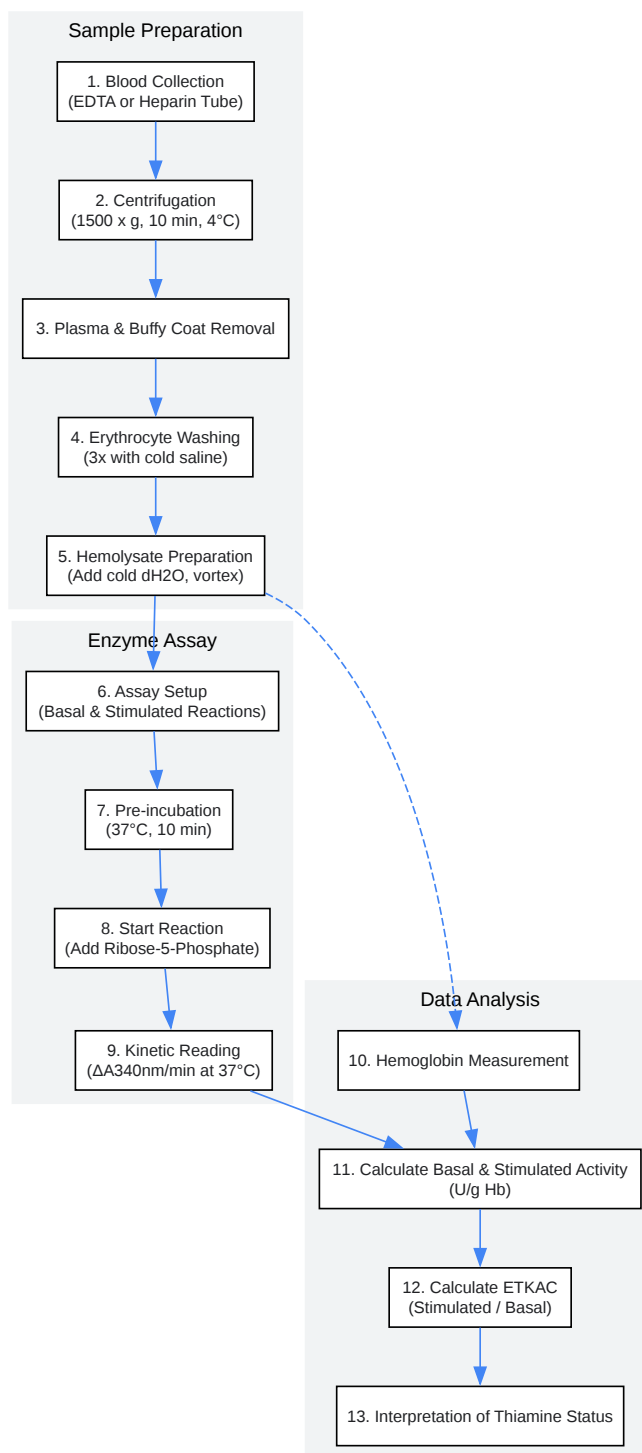 Sample Preparation
1. Blood Collection
(EDTA or Heparin Tube)
2. Centrifugation
(1500 x g, 10 min, 4°C)
3. Plasma & Buffy Coat Removal
4. Erythrocyte Washing
(3x with cold saline)
5. Hemolysate Preparation
(Add cold dH2O, vortex)
Enzyme Assay
6. Assay Setup
(Basal & Stimulated Reactions)
7. Pre-incubation
(37°C, 10 min)
8. Start Reaction
(Add Ribose-5-Phosphate)
9. Kinetic Reading
(ΔA340nm/min at 37°C)
Data Analysis
10. Hemoglobin Measurement
11. Calculate Basal & Stimulated Activity
(U/g Hb)
12. Calculate ETKAC
(Stimulated / Basal)
13. Interpretation of Thiamine Status